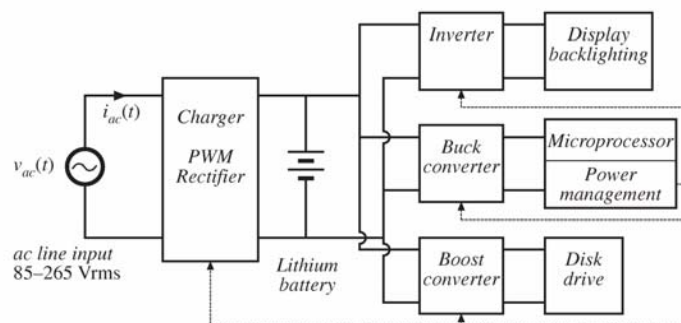 Inverter
Display
backlighting
i_ac(t)
Charger
PWM
Rectifier
v_ac(t)
Buck
converter
Microprocessor
Power
management
ac line input
85–265 Vrms
Lithium
battery
Boost
converter
Disk
drive